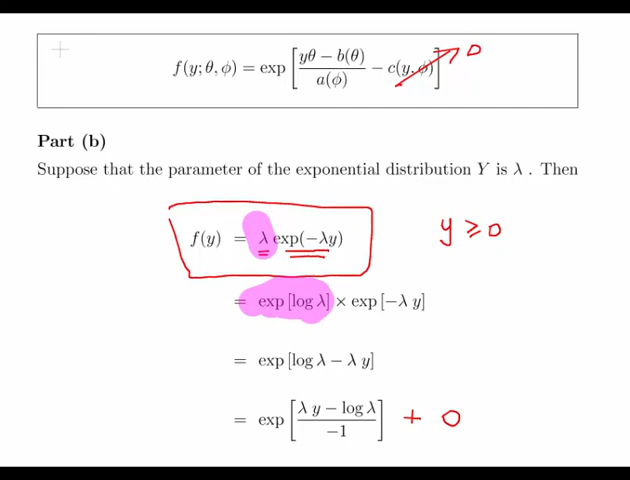 f(y; θ, ϕ) = exp [ (yθ − b(θ)) / a(ϕ) − c(y, ϕ) ] 0
Part (b)
Suppose that the parameter of the exponential distribution Y is λ . Then
f(y) = λ exp(−λy) y ≥ 0
= exp [log λ] × exp [−λ y]
= exp [log λ − λ y]
= exp [ (λ y − log λ) / −1 ] + 0